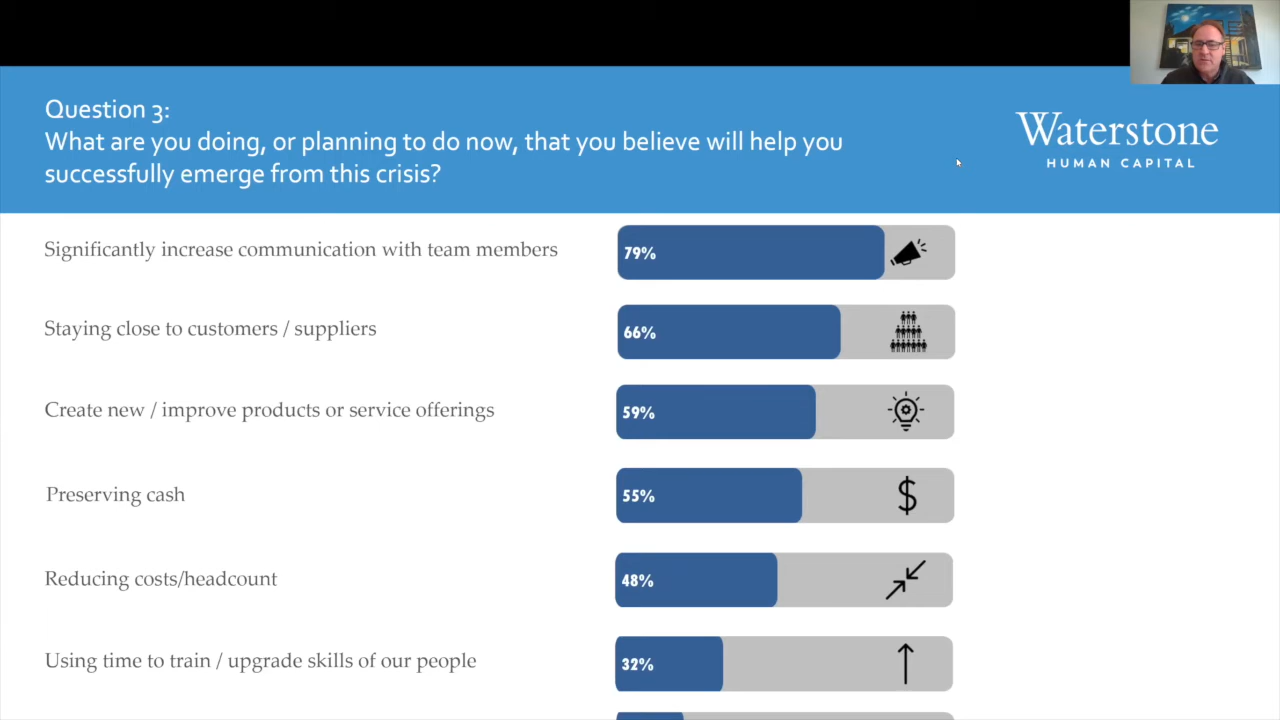 Question 3:
What are you doing, or planning to do now, that you believe will help you
successfully emerge from this crisis?
Waterstone
HUMAN CAPITAL
Significantly increase communication with team members
79%
Staying close to customers / suppliers
66%
Create new / improve products or service offerings
59%
Preserving cash
55%
$
Reducing costs/headcount
48%
Using time to train / upgrade skills of our people
32%